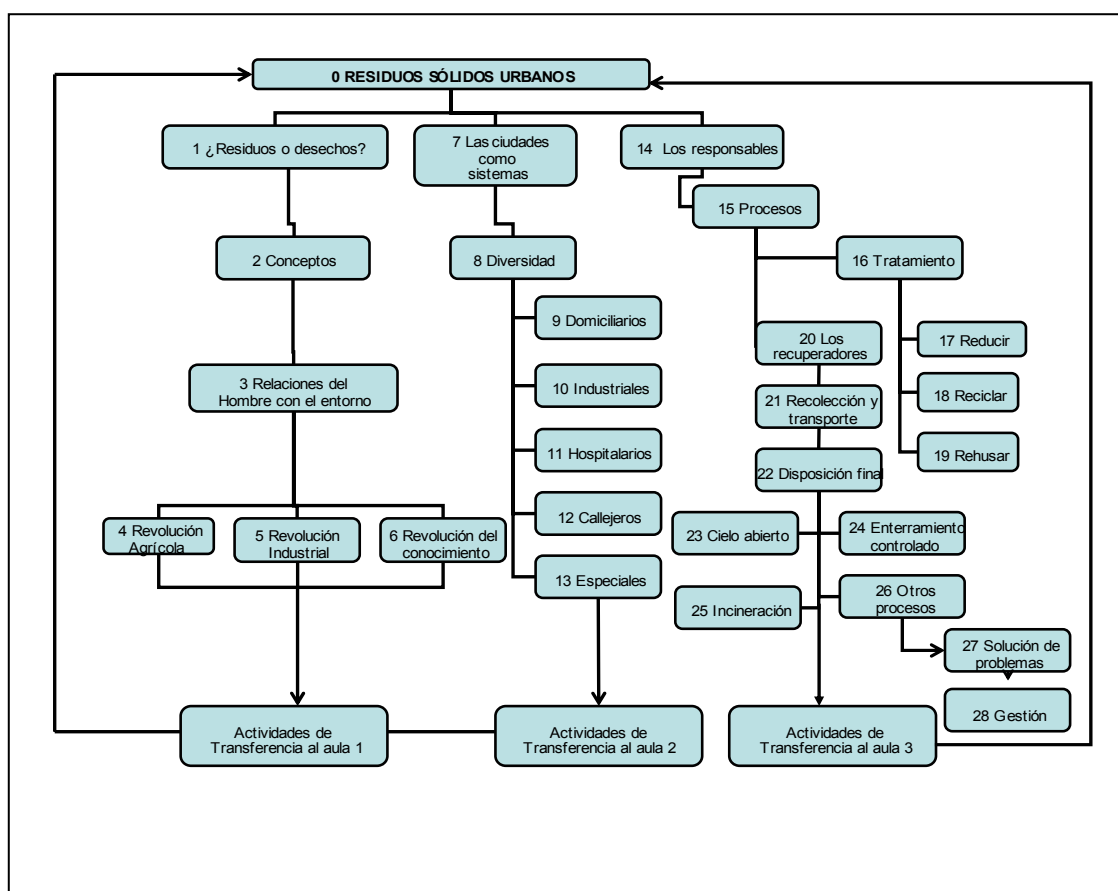 0 RESIDUOS SÓLIDOS URBANOS
1 ¿Residuos o desechos?
7 Las ciudades
como
sistemas
14 Los responsables
15 Procesos
2 Conceptos
8 Diversidad
16 Tratamiento
9 Domiciliarios
20 Los
recuperadores
17 Reducir
3 Relaciones del
Hombre con el entorno
10 Industriales
21 Recolección y
transporte
18 Reciclar
11 Hospitalarios
22 Disposición final
19 Rehusar
4 Revolución
Agrícola
5 Revolución
Industrial
6 Revolución del
conocimiento
12 Callejeros
23 Cielo abierto
24 Enterramiento
controlado
13 Especiales
25 Incineración
26 Otros
procesos
27 Solución de
problemas
28 Gestión
Actividades de
Transferencia al aula 1
Actividades de
Transferencia al aula 2
Actividades de
Transferencia al aula 3